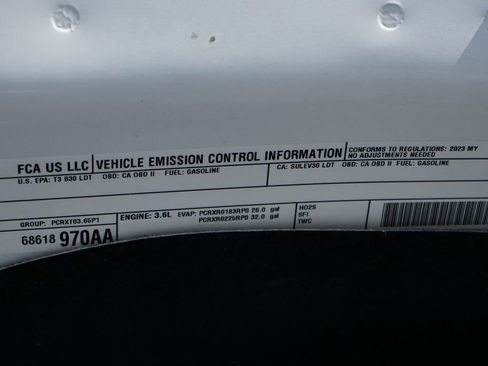 FCA US LLC VEHICLE EMISSION CONTROL INFORMATION CONFORMS TO REGULATIONS: 2023 MY
NO ADJUSTMENTS NEEDED
U.S. EPA: T3 B30 LDT OBD: CA OBD II FUEL: GASOLINE CA: SULEV30 LDT OBD: CA OBD II FUEL: GASOLINE
GROUP: PCRXT03.65P1 ENGINE: 3.6L EVAP: PCRXR0183RP0 26.0 gal HO2S
PCRXR0225RP0 32.0 gal SFI
TWC
68618 970AA